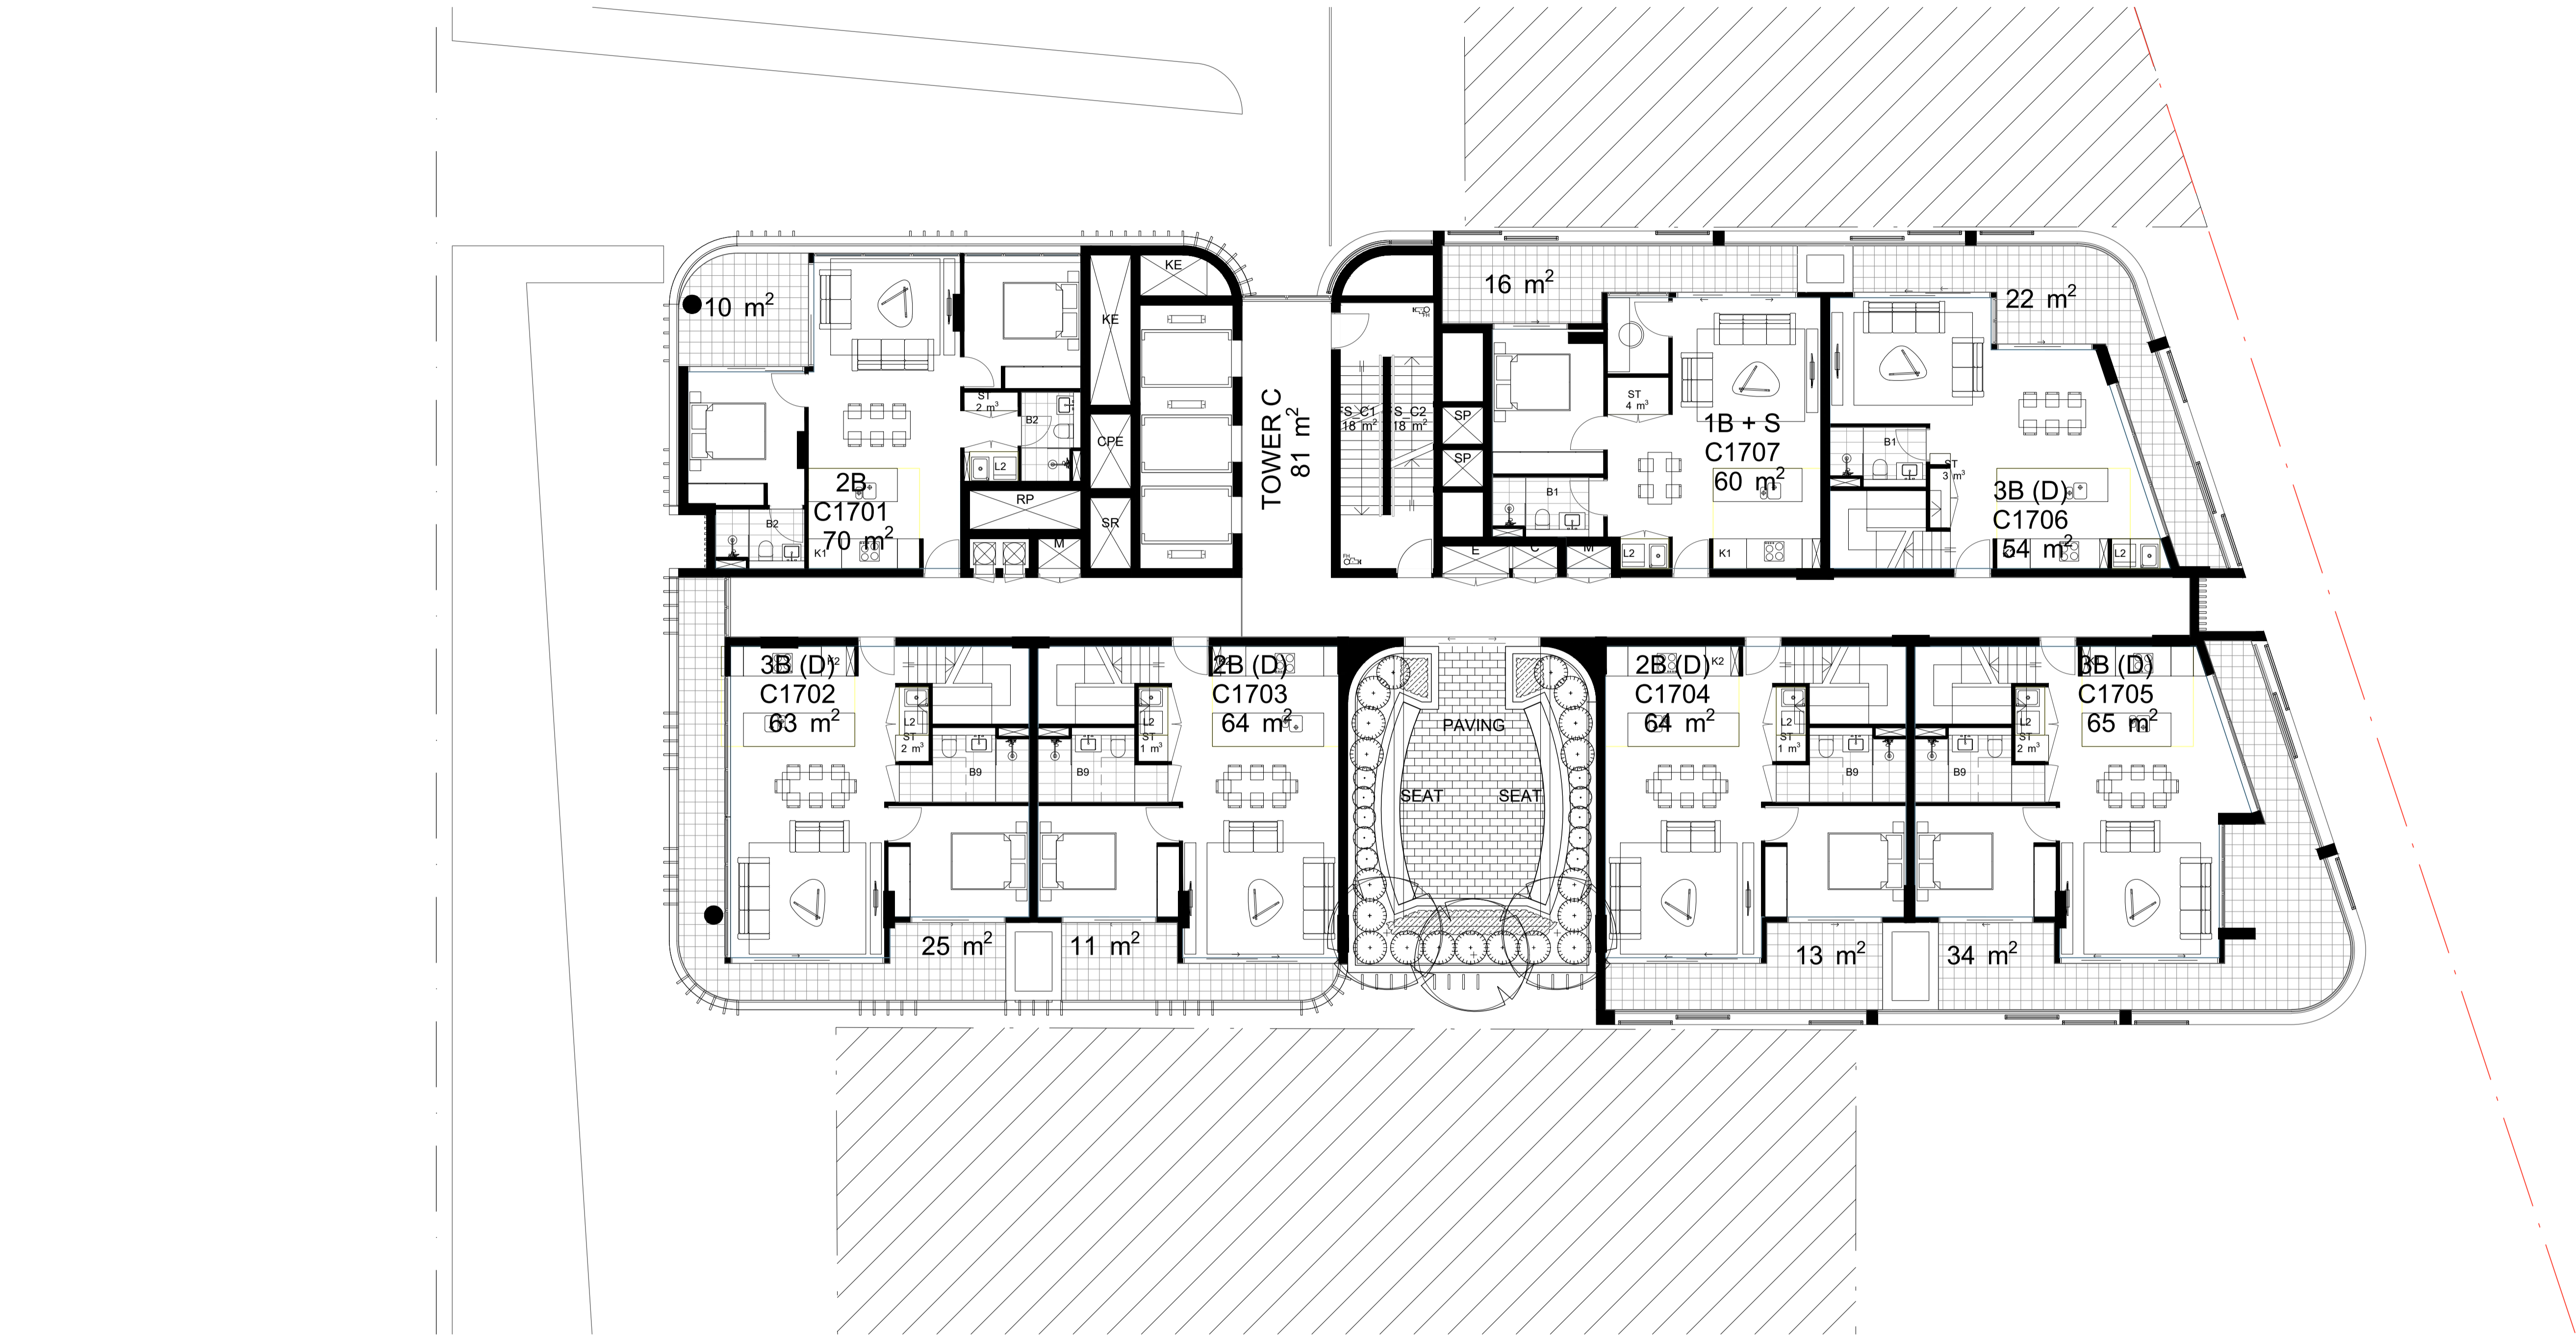 10 m²
KE
KE
ST
2 m³
B2
L2
CPE
RP
SR
M
2B
C1701
70 m²
B2
K1
TOWER C
81 m²
FS_C1
18 m²
FS_C2
18 m²
FH
FH
16 m²
SP
SP
ST
4 m³
B1
E
C
M
L2
K1
1B + S
C1707
60 m²
22 m²
B1
ST
3 m³
3B (D)
C1706
54 m²
L2
3B (D)
C1702
63 m²
K2
L2
ST
2 m³
B9
25 m²
2B (D)
C1703
64 m²
L2
ST
1 m³
B9
11 m²
PAVING
SEAT
SEAT
2B (D)
C1704
64 m²
K2
L2
ST
1 m³
B9
13 m²
3B (D)
C1705
65 m²
L2
ST
2 m³
B9
34 m²